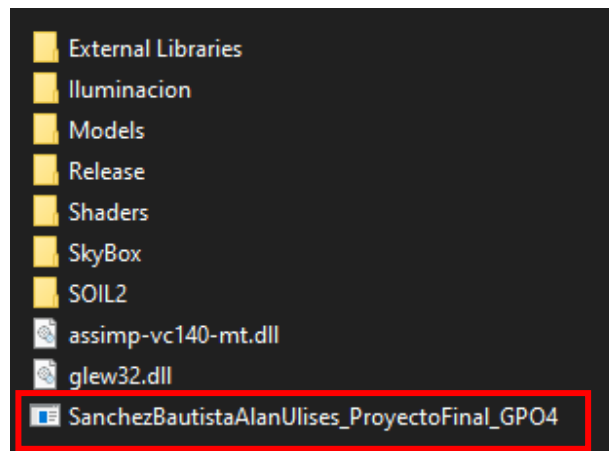 External Libraries
Iluminacion
Models
Release
Shaders
SkyBox
SOIL2
assimp-vc140-mt.dll
glew32.dll
SanchezBautistaAlanUlises_ProyectoFinal_GPO4